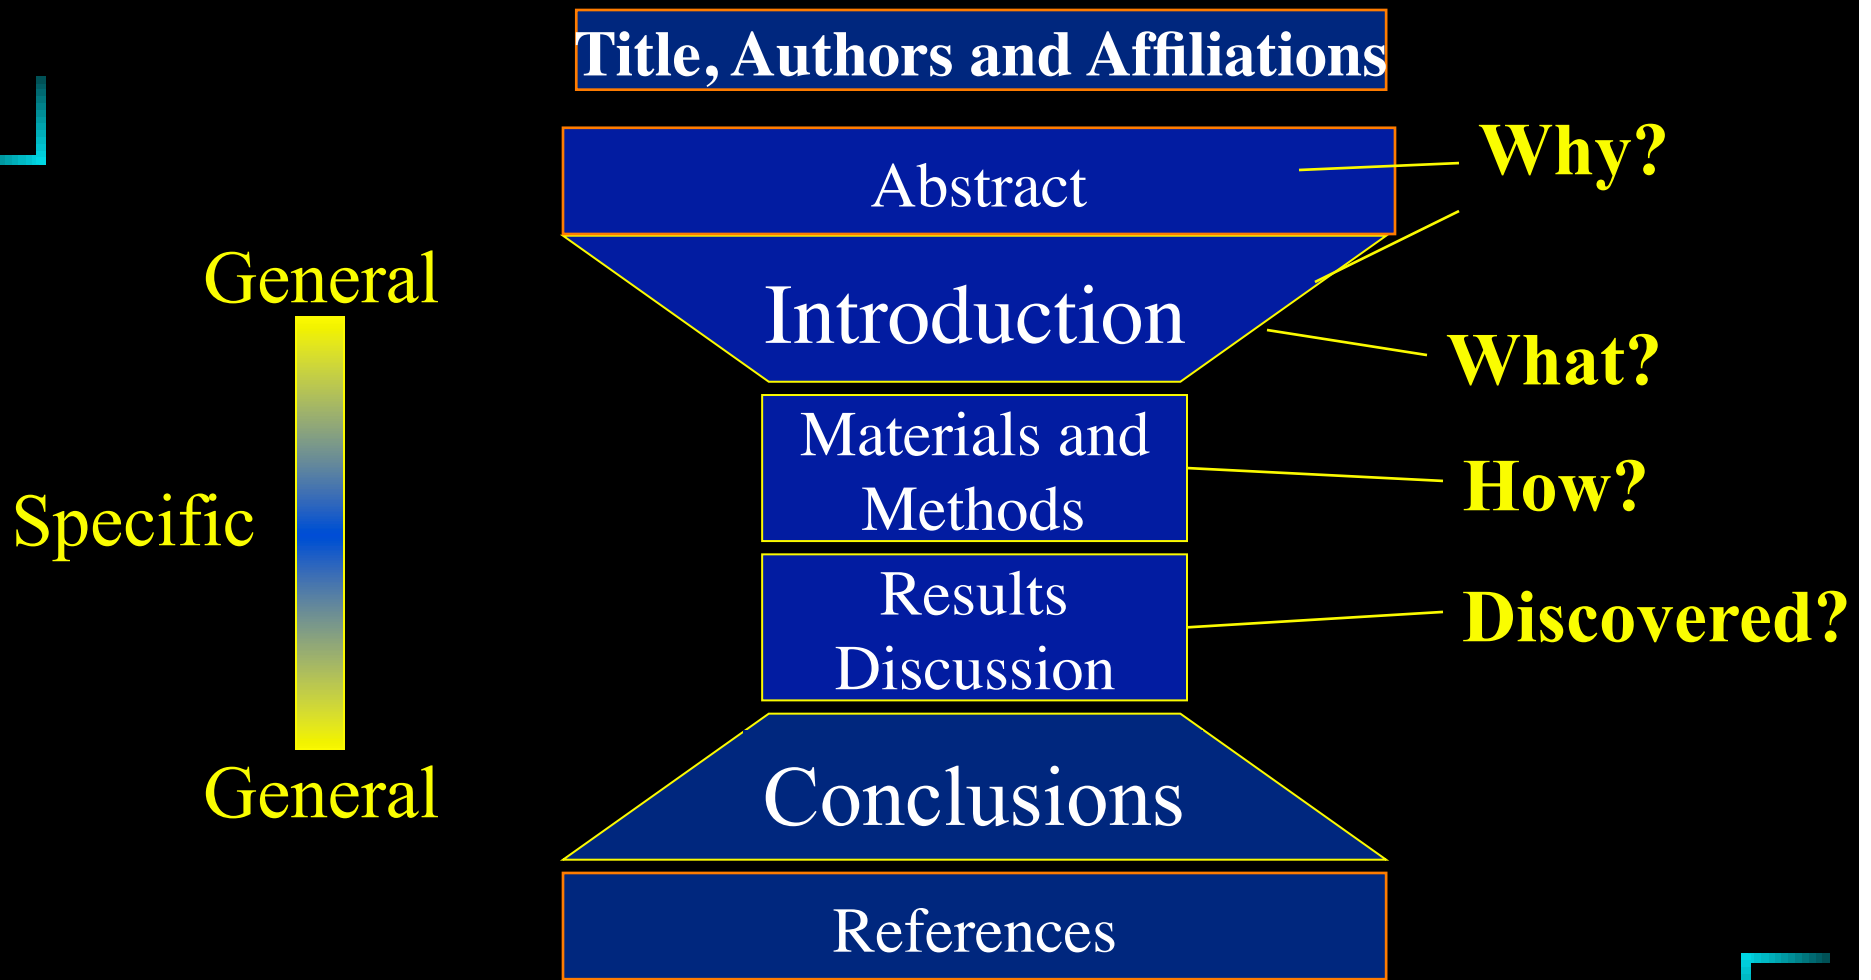 Title, Authors and Affiliations
Abstract
Why?
General
Introduction
What?
Materials and
Methods
How?
Specific
Results
Discussion
Discovered?
General
Conclusions
References